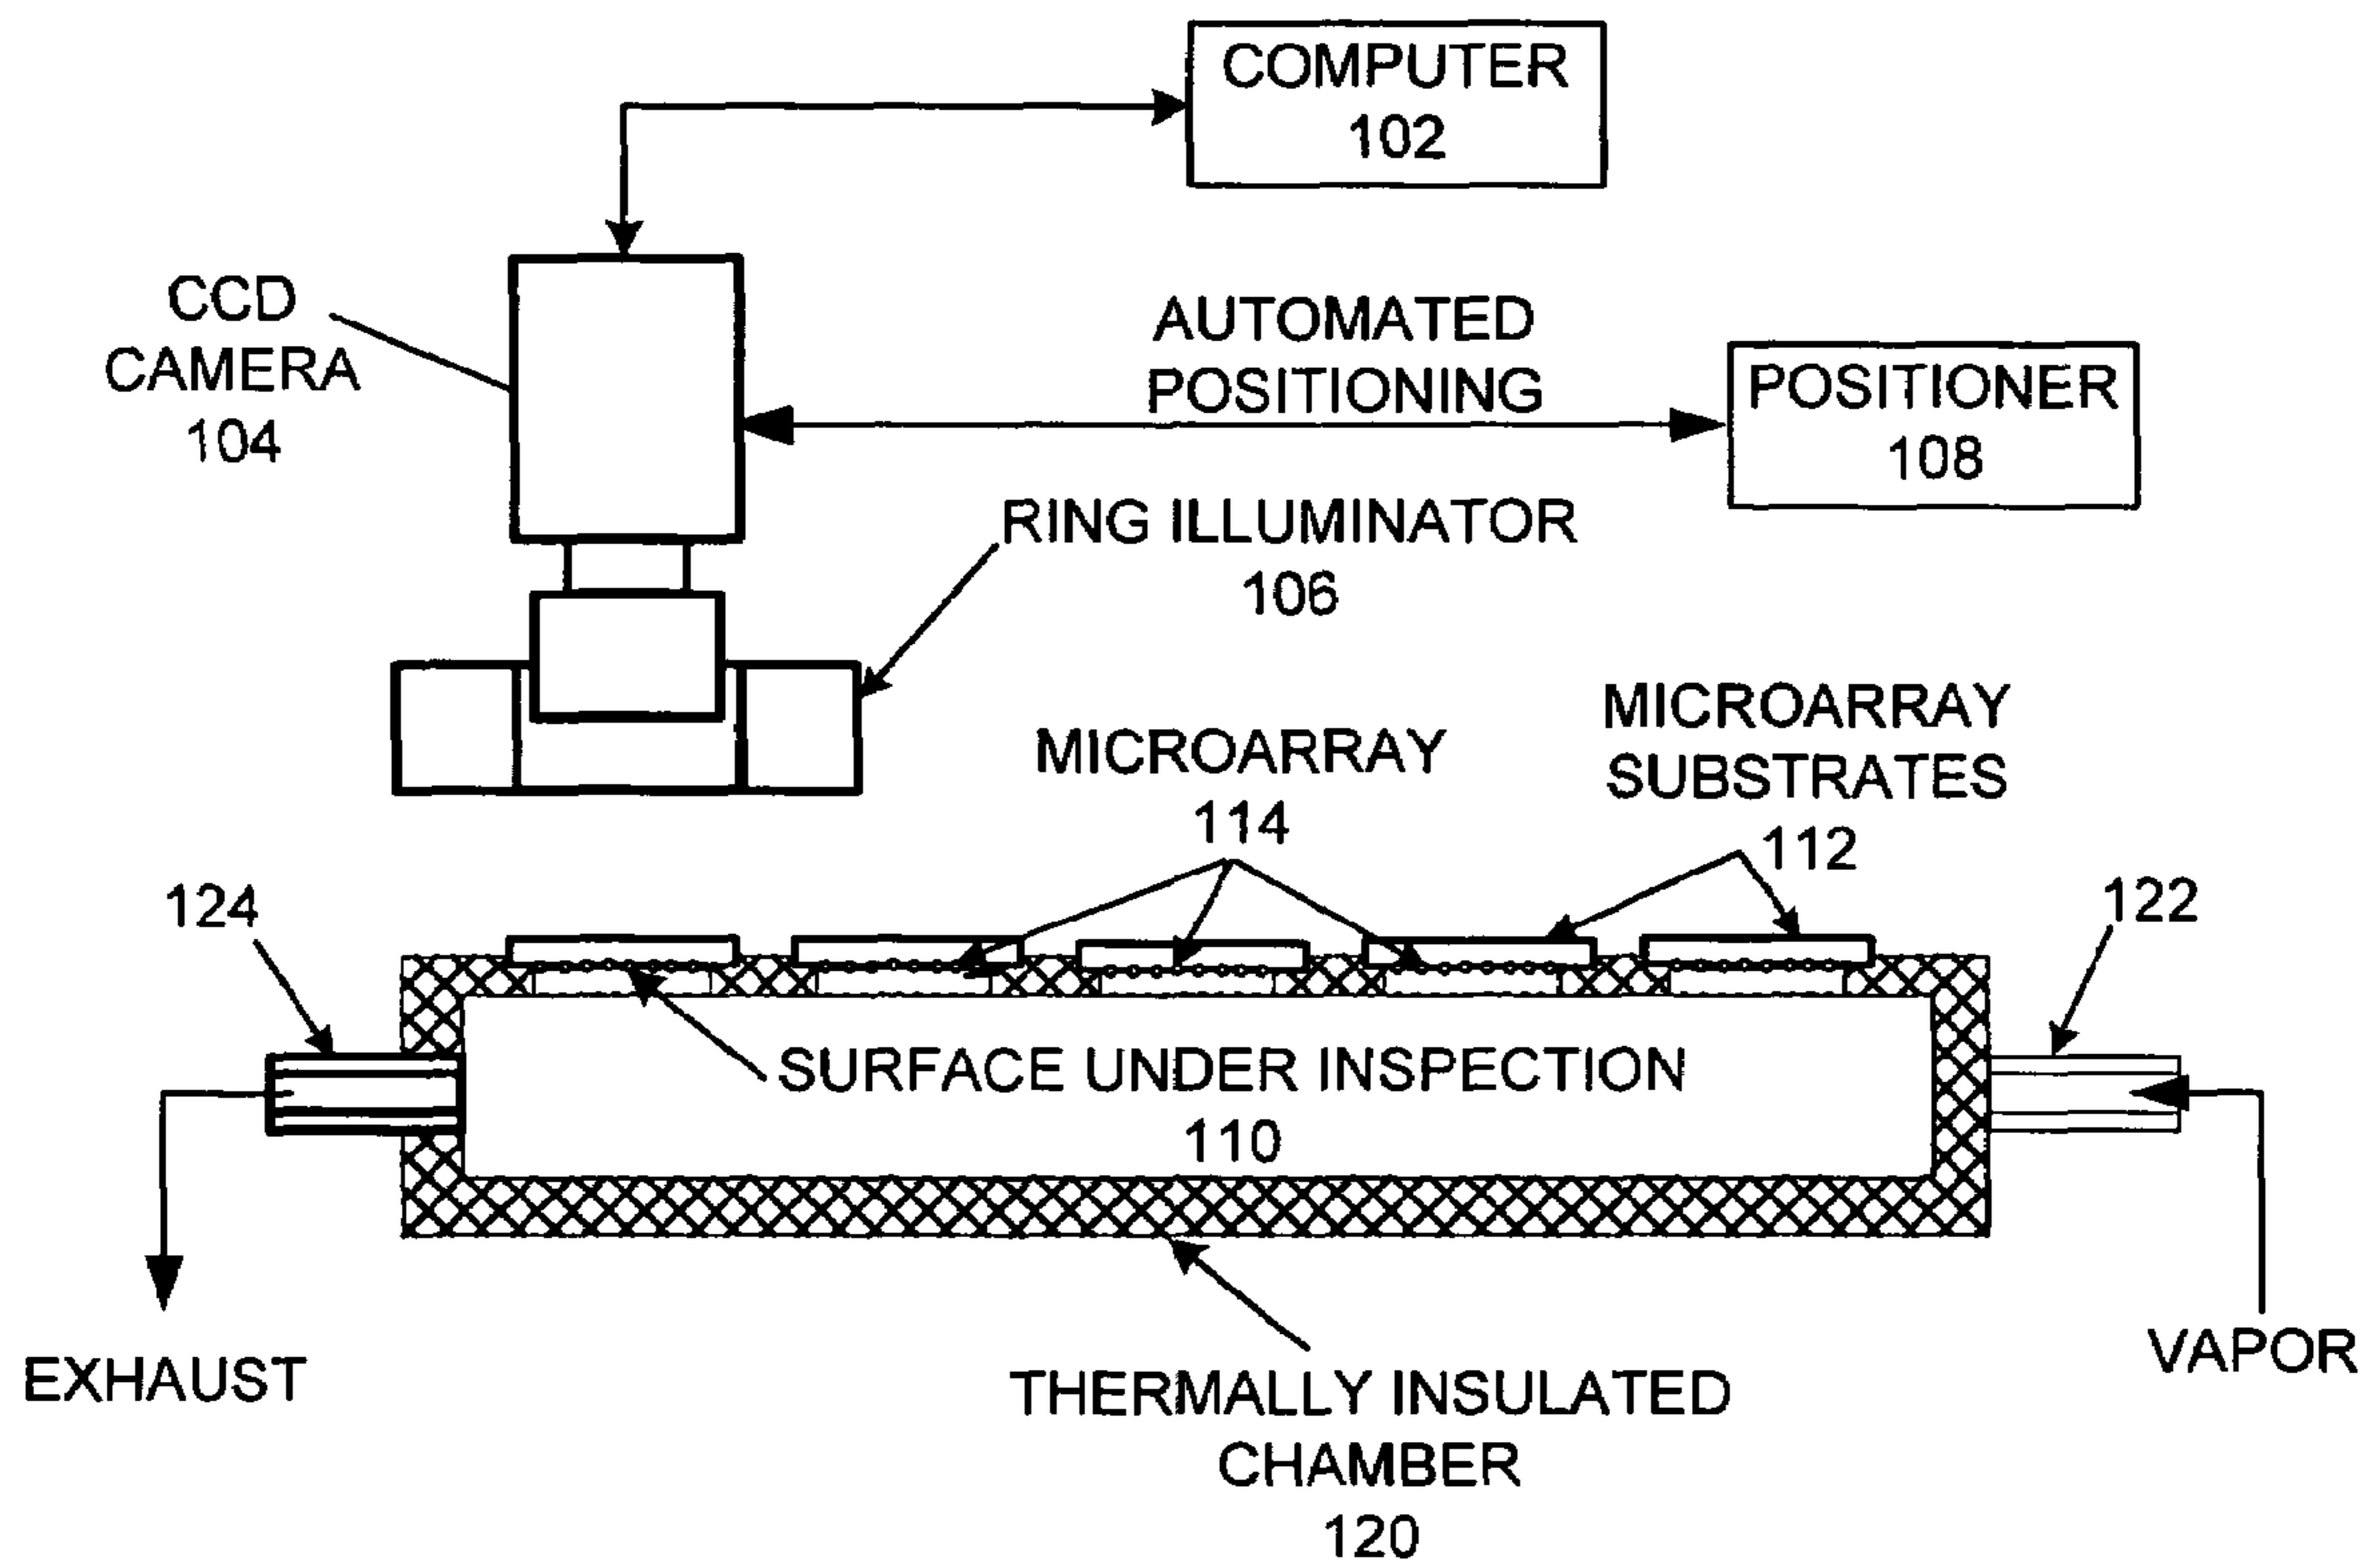 COMPUTER
102
CCD
CAMERA
104
AUTOMATED
POSITIONING
POSITIONER
108
RING ILLUMINATOR
106
MICROARRAY
114
MICROARRAY
SUBSTRATES
112
124
122
SURFACE UNDER INSPECTION
110
EXHAUST
VAPOR
THERMALLY INSULATED
CHAMBER
120